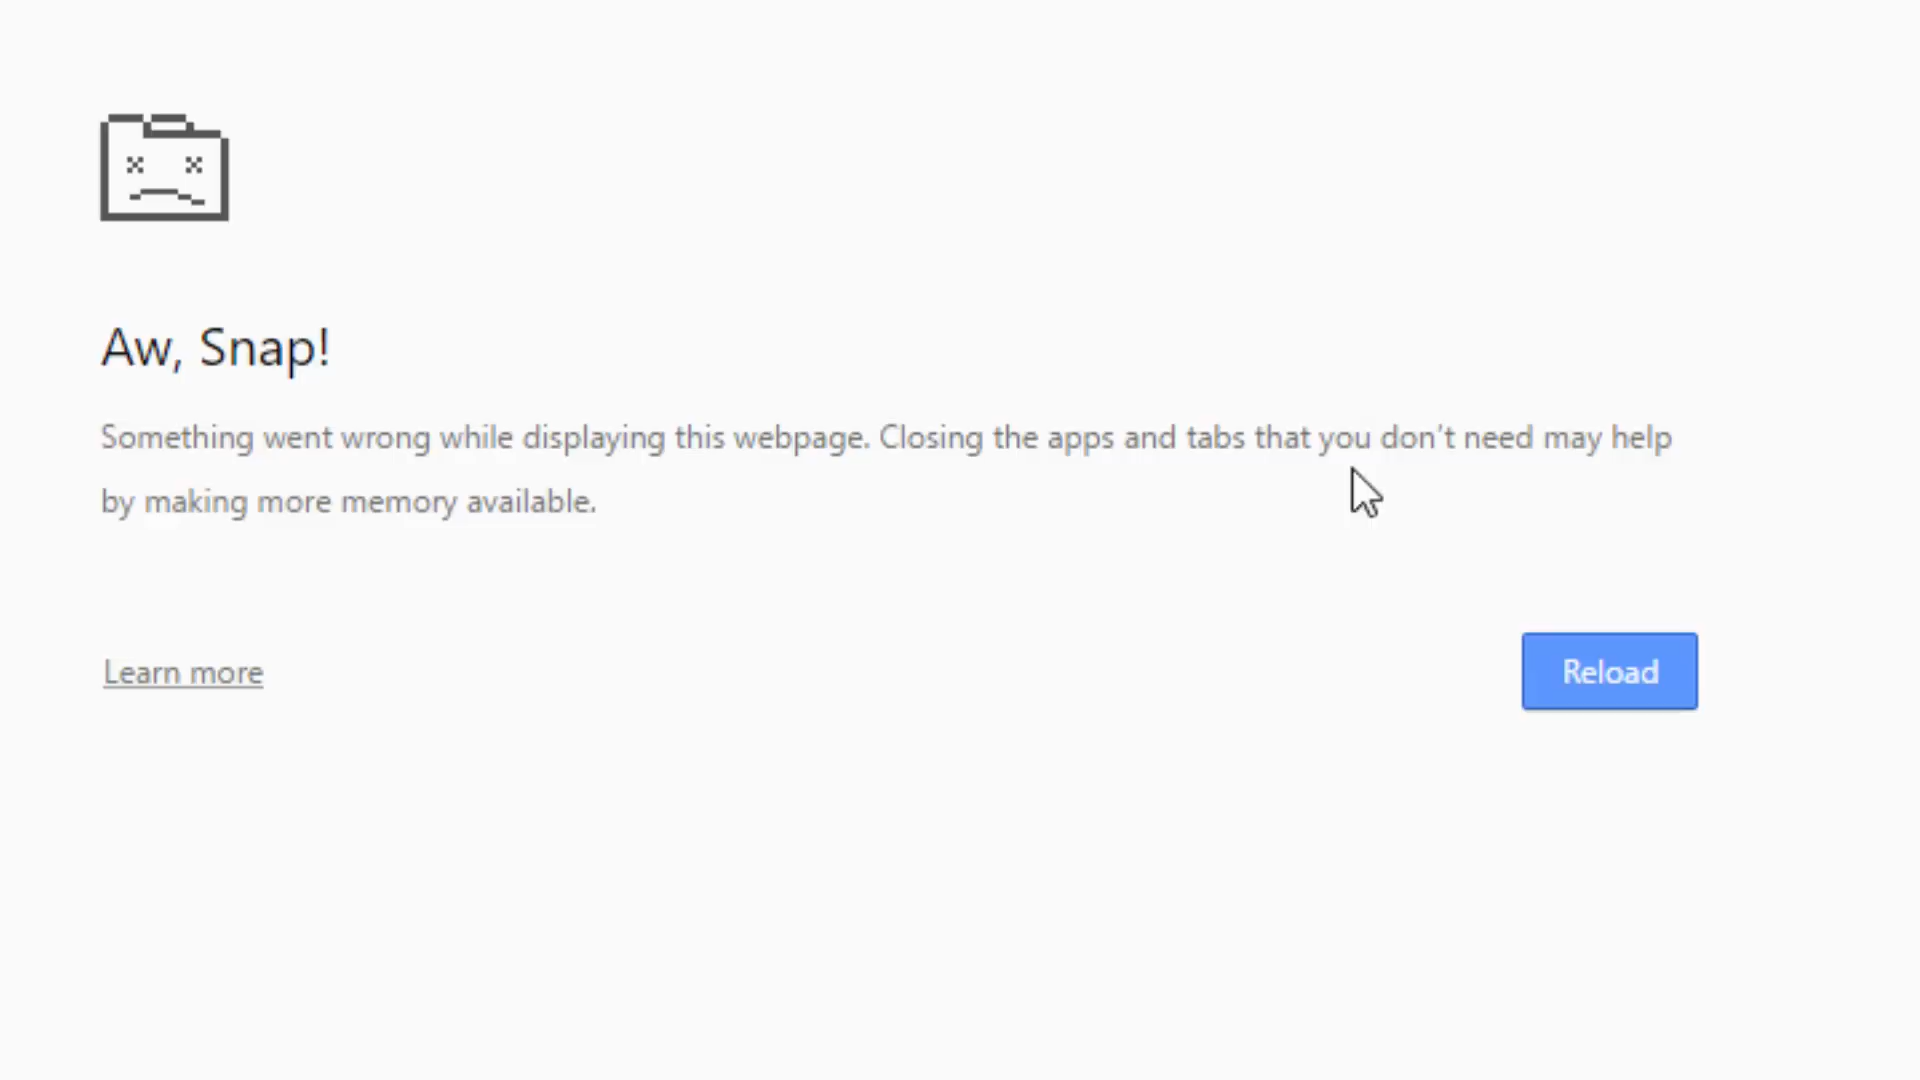 Aw, Snap!
Something went wrong while displaying this webpage. Closing the apps and tabs that you don't need may help
by making more memory available.
Learn more
Reload